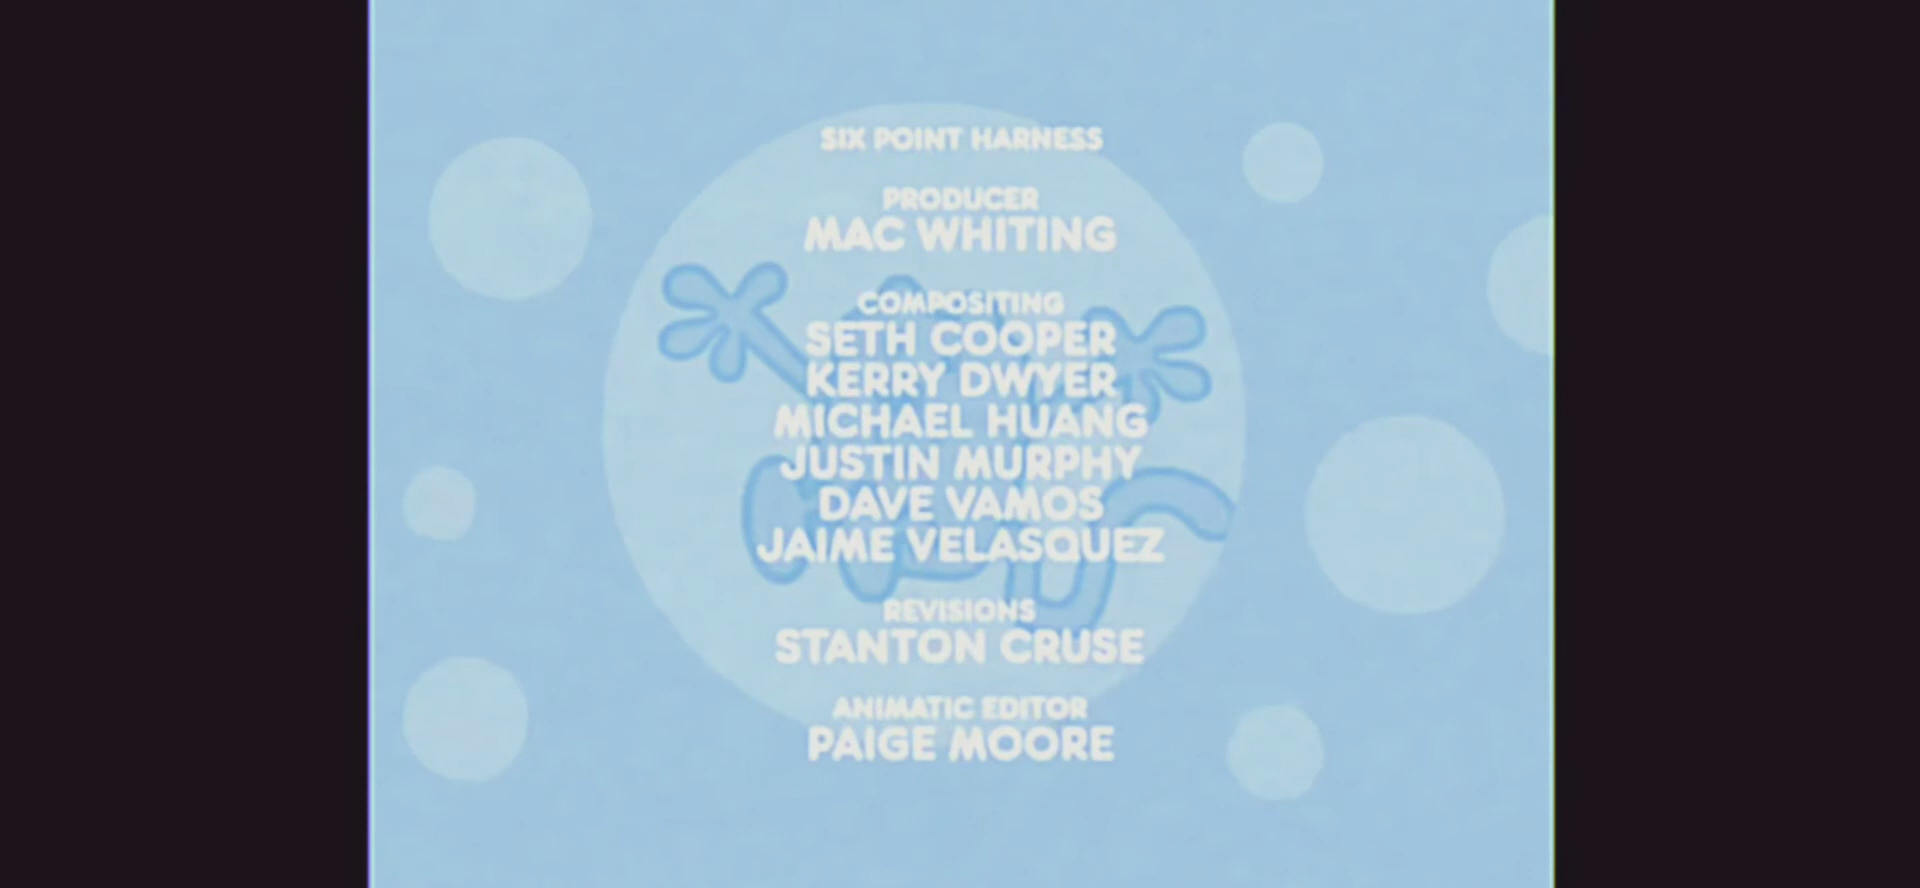 SIX POINT HARNESS
PRODUCER
MAC WHITING
COMPOSITING
SETH COOPER
KERRY DWYER
MICHAEL HUANG
JUSTIN MURPHY
DAVE VAMOS
JAIME VELASQUEZ
REVISIONS
STANTON CRUSE
ANIMATIC EDITOR
PAIGE MOORE